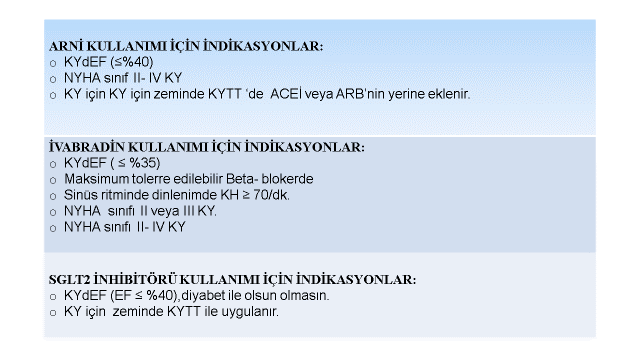 ARNİ KULLANIMI İÇİN İNDİKASYONLAR:
o KYdEF (≤%40)
o NYHA sınıf II- IV KY
o KY için KY için zeminde KYTT ‘de ACEİ veya ARB’nin yerine eklenir.
İVABRADİN KULLANIMI İÇİN İNDİKASYONLAR:
o KYdEF ( ≤ %35)
o Maksimum tolerre edilebilir Beta- blokerde
o Sinüs ritminde dinlenimde KH ≥ 70/dk.
o NYHA sınıfı II veya III KY.
o NYHA sınıfı II- IV KY
SGLT2 İNHİBİTÖRÜ KULLANIMI İÇİN İNDİKASYONLAR:
o KYdEF (EF ≤ %40),diyabet ile olsun olmasın.
o KY için zeminde KYTT ile uygulanır.